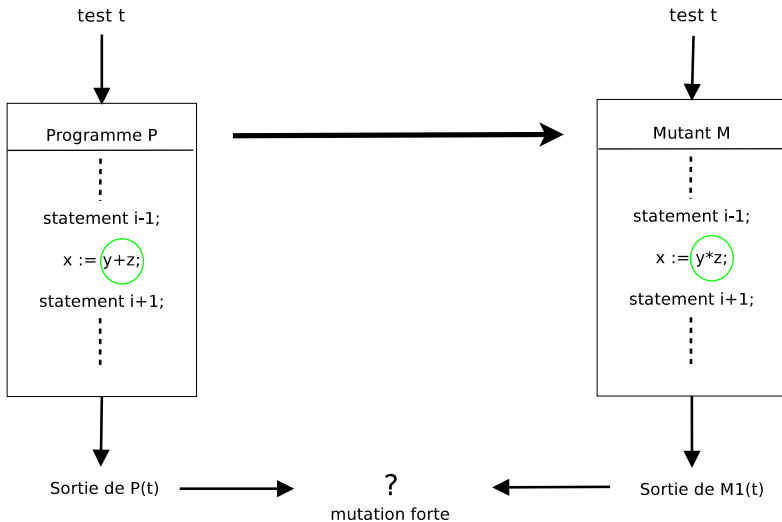 test t
Programme P
statement i-1;
x := y+z;
statement i+1;
Sortie de P(t)
test t
Mutant M
statement i-1;
x := y*z;
statement i+1;
Sortie de M1(t)
?
mutation forte